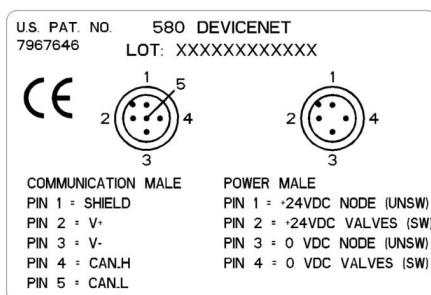 U.S. PAT. NO. 580 DEVICENET
7967646 LOT: XXXXXXXXXXXX
CE
1 5 1
2 4 2 4
3 3
COMMUNICATION MALE POWER MALE
PIN 1 = SHIELD PIN 1 = +24VDC NODE (UNSW)
PIN 2 = V+ PIN 2 = +24VDC VALVES (SW)
PIN 3 = V- PIN 3 = 0 VDC NODE (UNSW)
PIN 4 = CAN_H PIN 4 = 0 VDC VALVES (SW)
PIN 5 = CAN_L